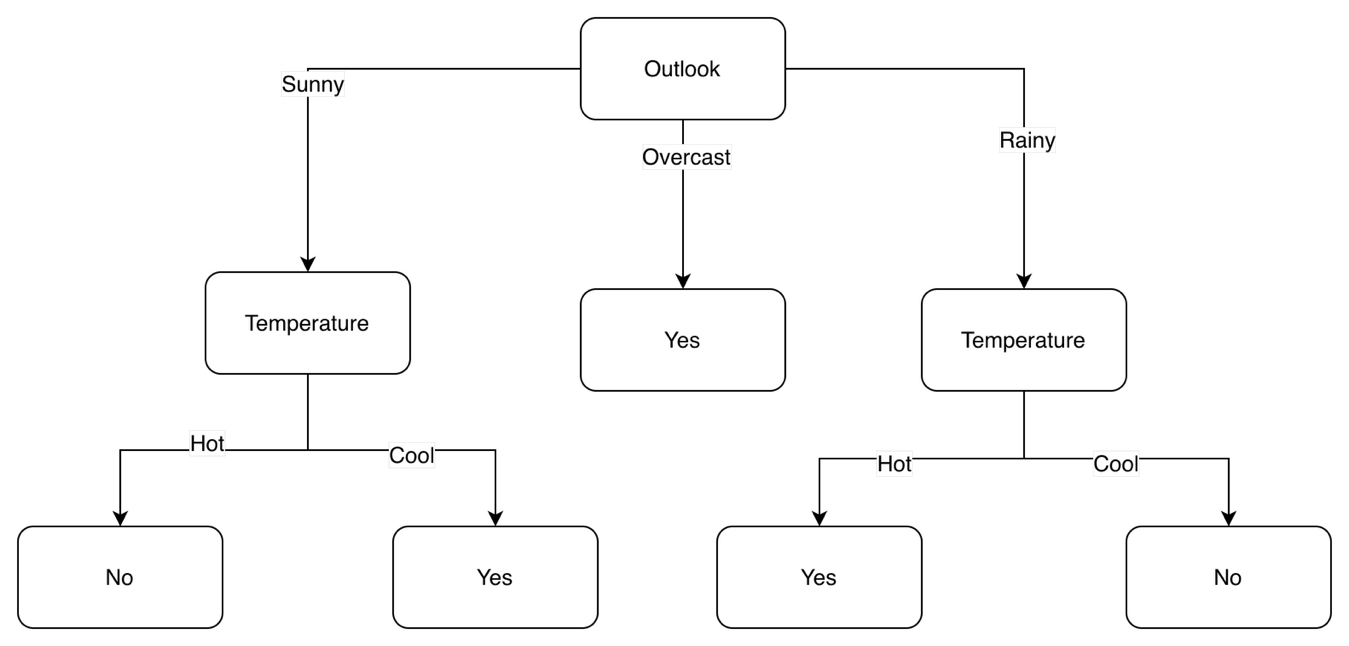 Outlook
Sunny
Overcast
Rainy
Temperature
Yes
Temperature
Hot
Cool
Hot
Cool
No
Yes
Yes
No